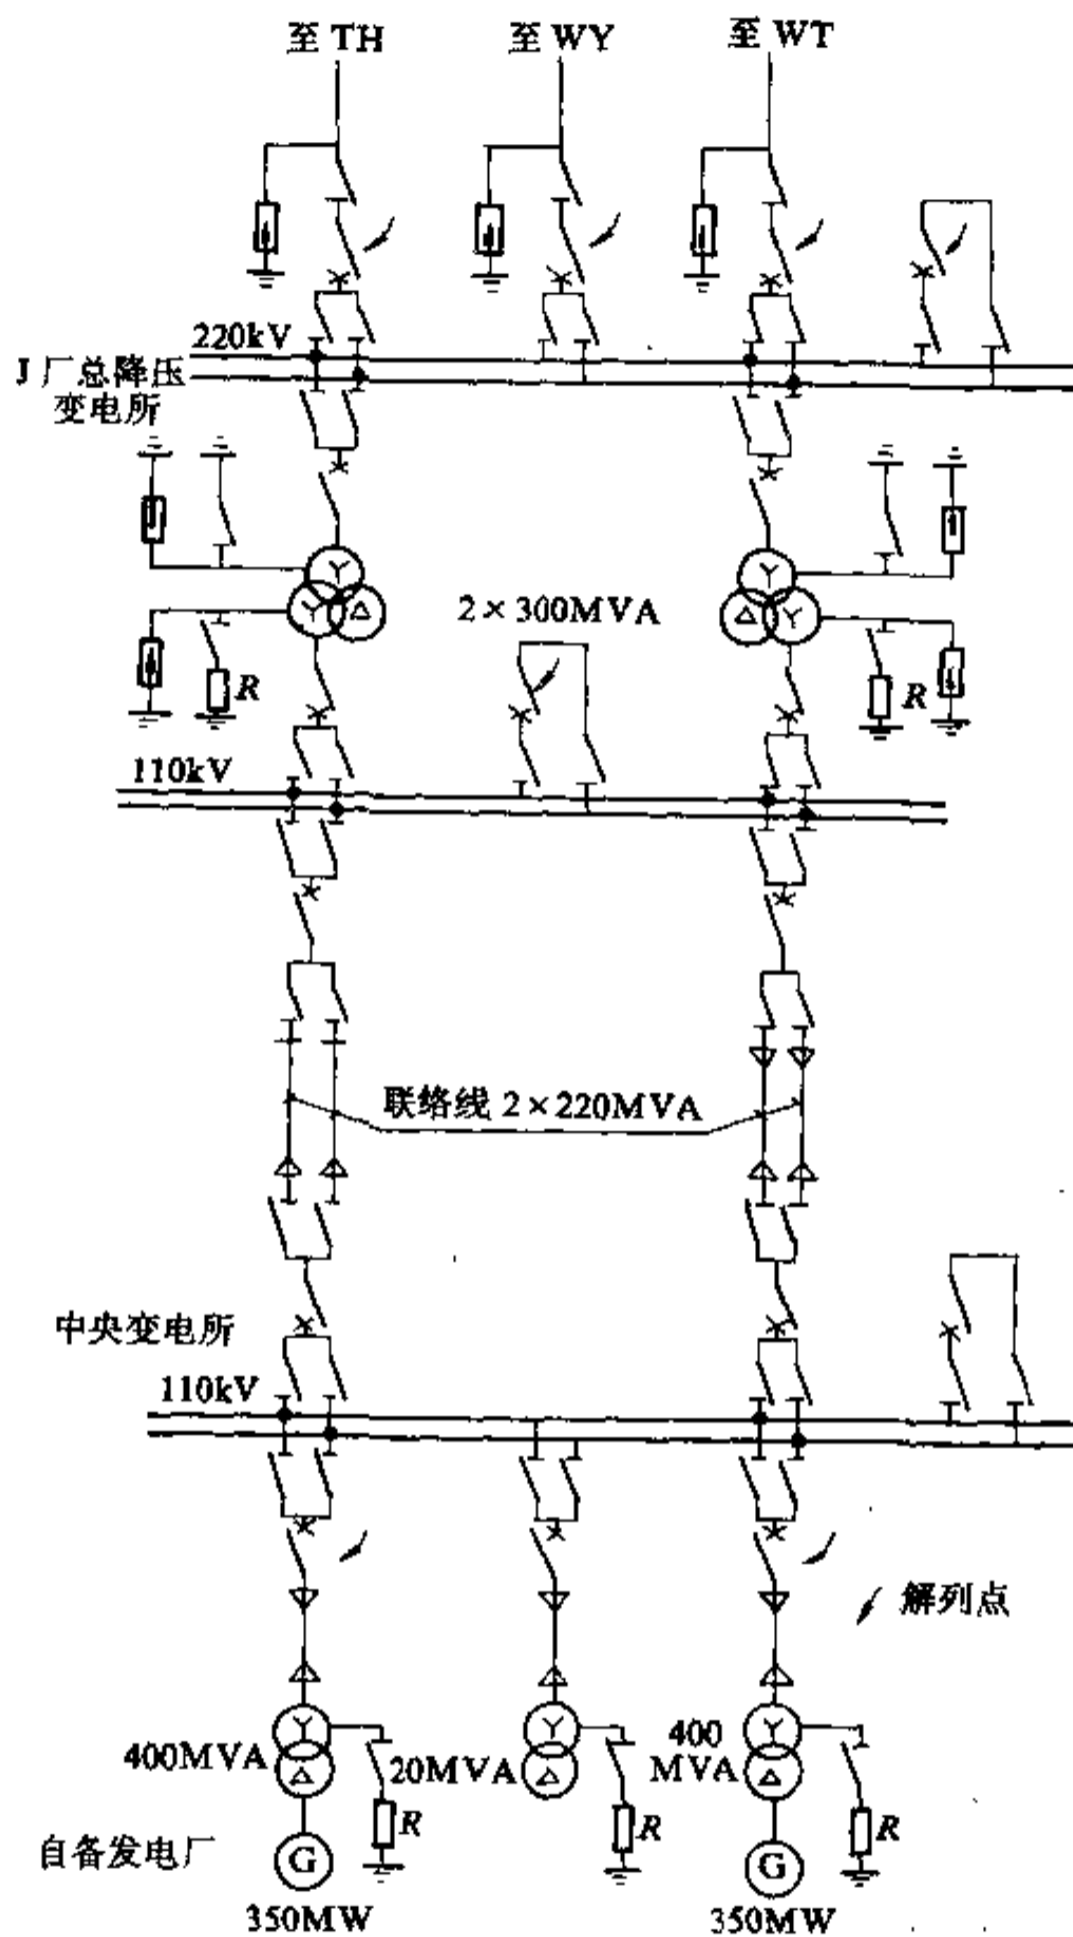 至 TH
至 WY
至 WT
220kV
J 厂总降压
变电所
Y
Y
Y
△
2×300MVA
△
Y
R
R
110kV
联络线 2×220MVA
中央变电所
110kV
解列点
Y
400MVA
△
Y
20MVA
△
400
MVA
Y
△
R
R
R
自备发电厂
G
G
350MW
350MW